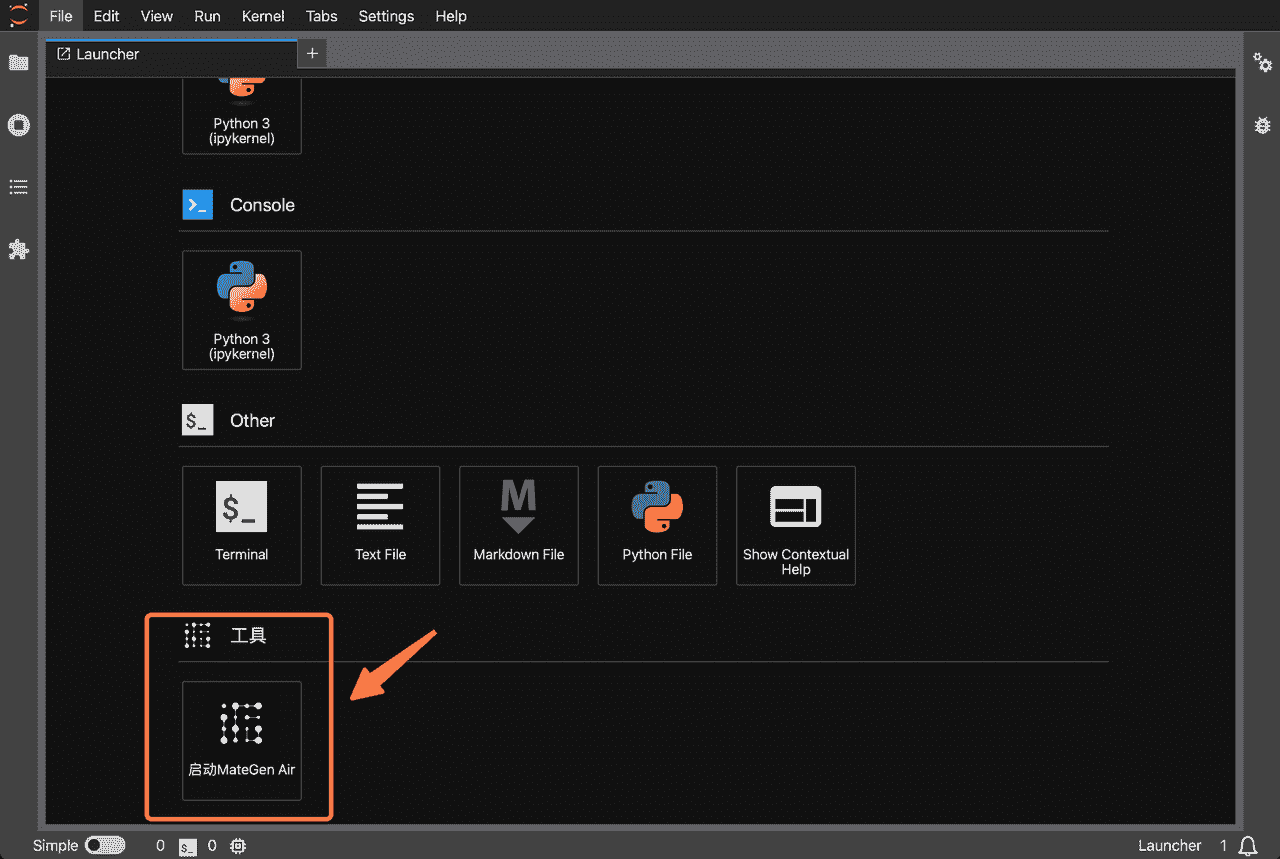 File Edit View Run Kernel Tabs Settings Help
Launcher
Python 3
(ipykernel)
Console
Python 3
(ipykernel)
$_ Other
$_
Terminal
Text File
M
Markdown File
Python File
Show Contextual
Help
工具
启动MateGen Air
Simple 0 $_ 0 Launcher 1